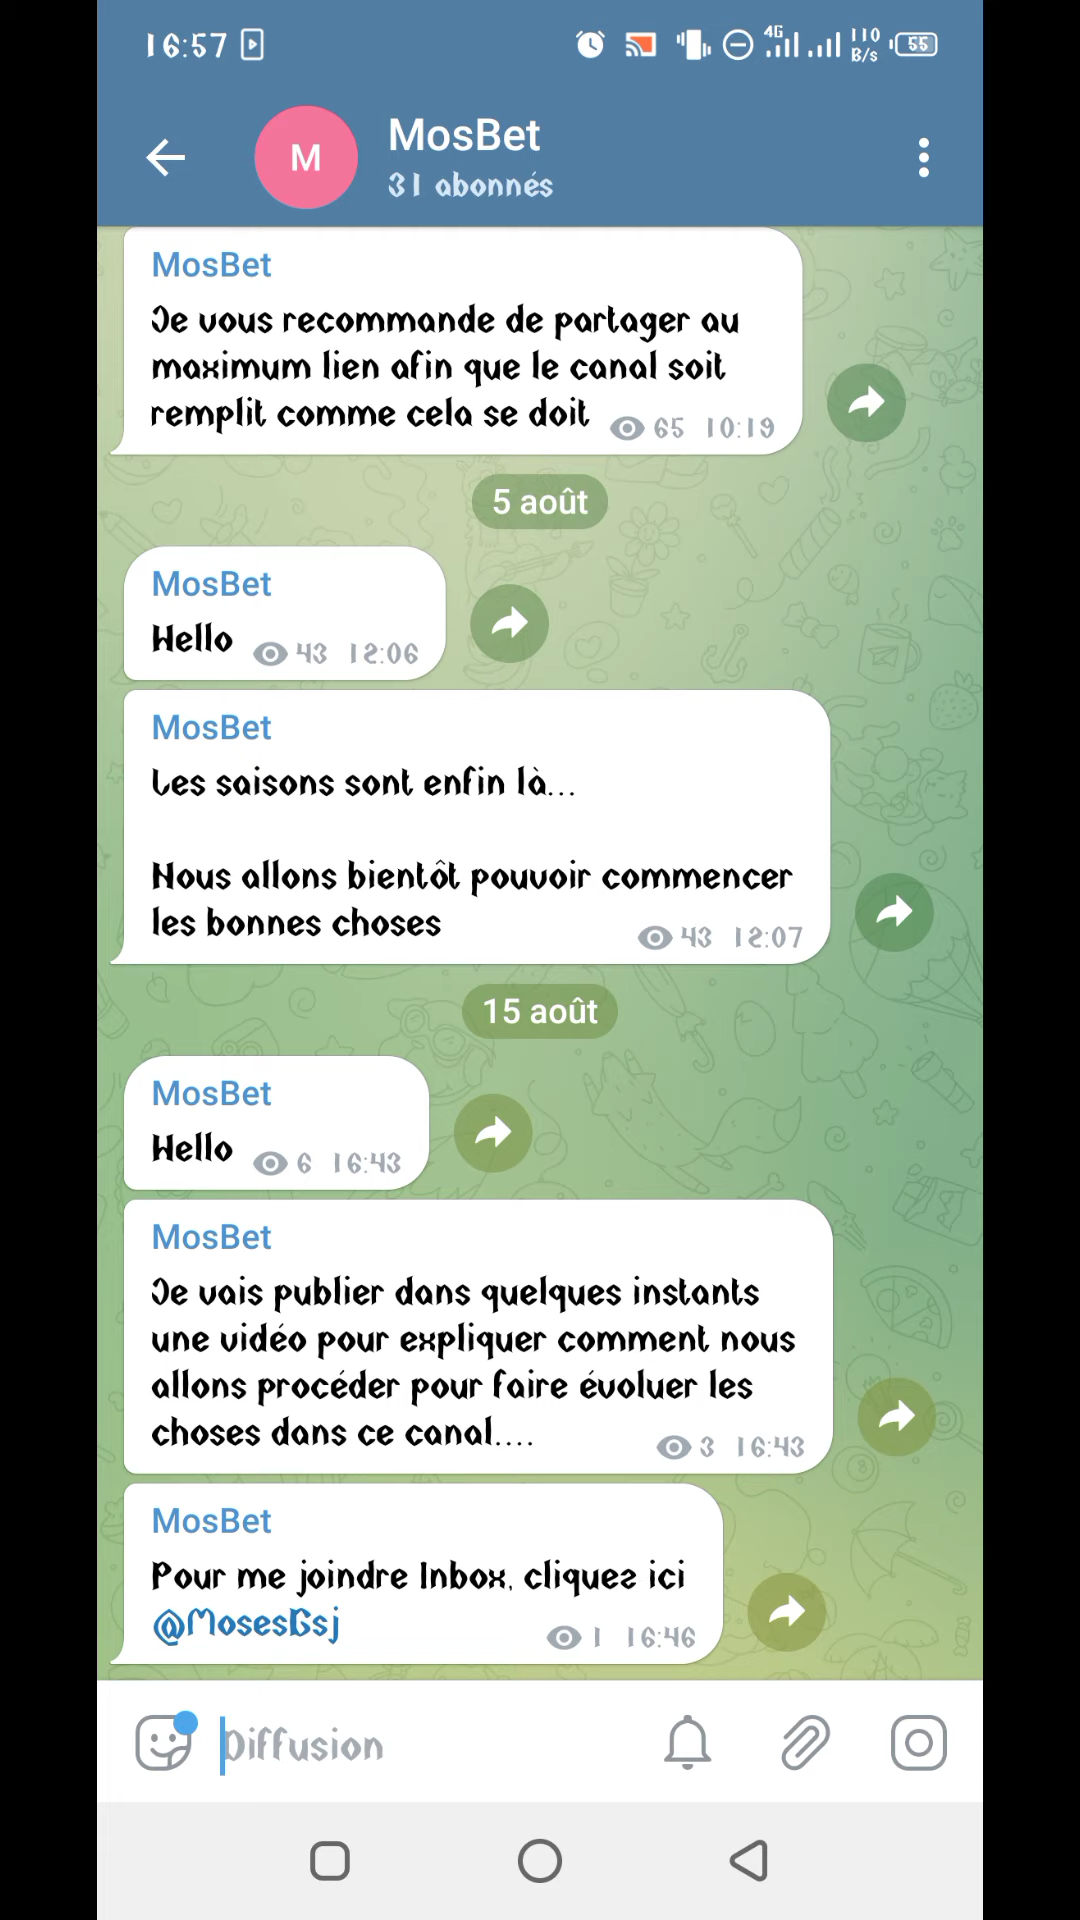 16:57
4G
110
B/s
55
M
MosBet
31 abonnés
MosBet
Je vous recommande de partager au
maximum lien afin que le canal soit
remplit comme cela se doit
65 10:19
5 août
MosBet
Hello
43 12:06
MosBet
Les saisons sont enfin là...
Nous allons bientôt pouvoir commencer
les bonnes choses
43 12:07
15 août
MosBet
Hello
6 16:43
MosBet
Je vais publier dans quelques instants
une vidéo pour expliquer comment nous
allons procéder pour faire évoluer les
choses dans ce canal....
3 16:43
MosBet
Pour me joindre Inbox, cliquez ici
@MosesGsj
1 16:46
Diffusion